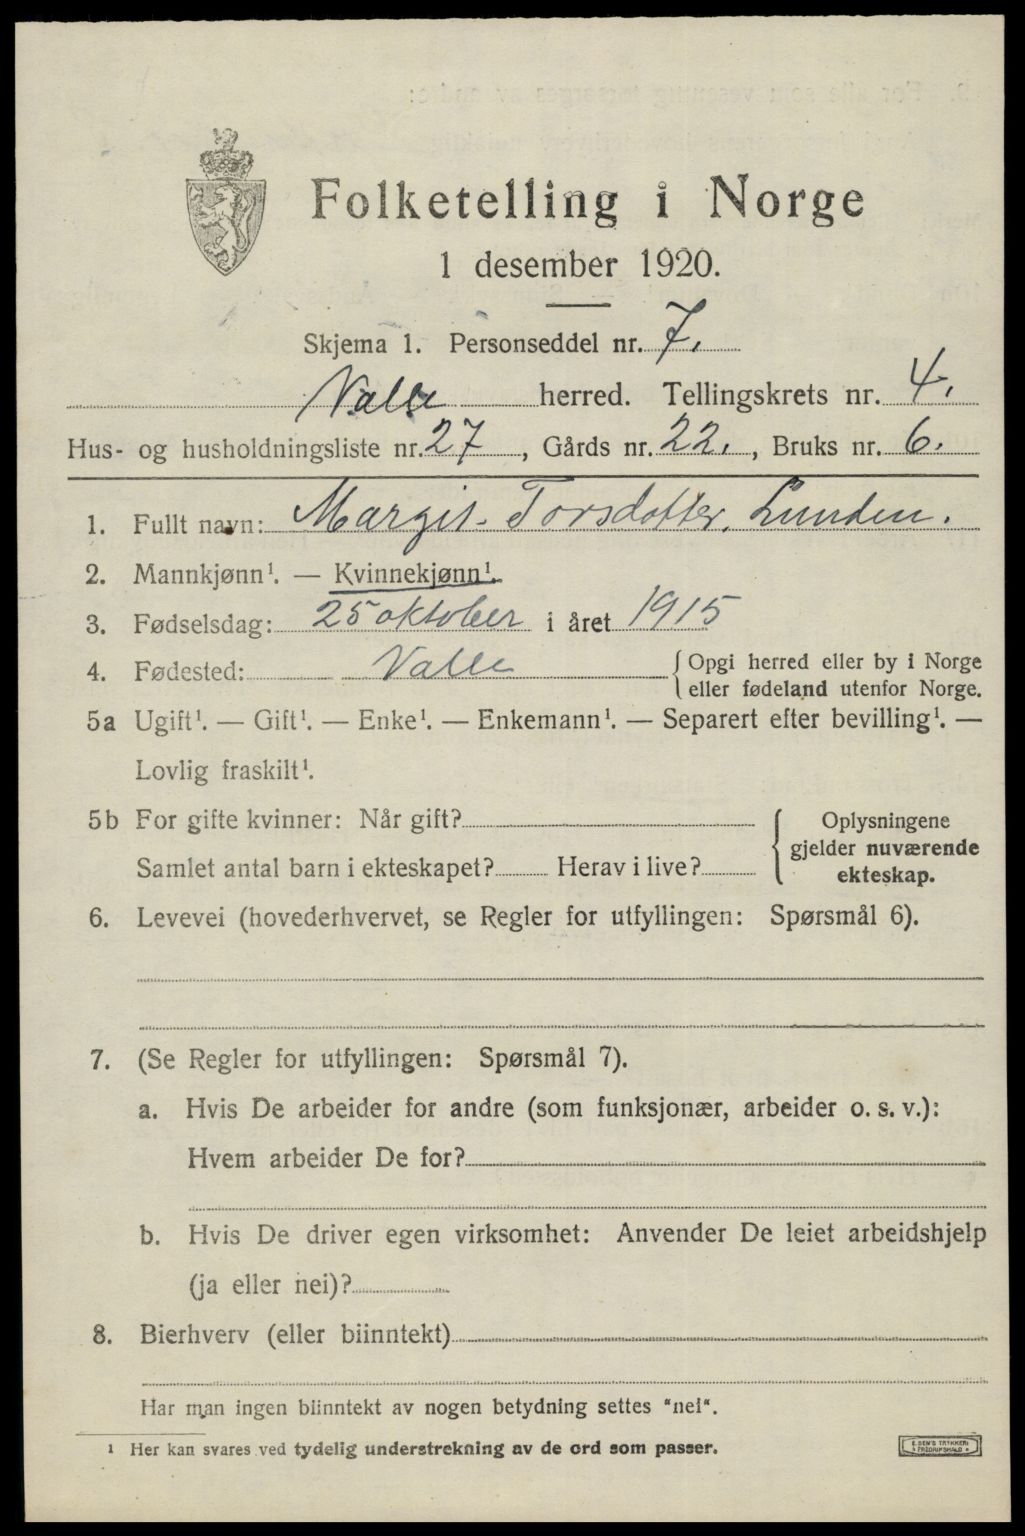 Folketelling i Norge
1 desember 1920.
Skjema 1. Personseddel nr. 7.
Valle herred. Tellingskrets nr. 4.
Hus- og husholdningsliste nr. 27, Gårds nr. 22., Bruks nr. 6.
1. Fullt navn: Margit Torsdotter Lunden.
2. Mannkjønn¹. — Kvinnekjønn¹.
3. Fødselsdag: 25 oktober i året 1915
4. Fødested: Valle { Opgi herred eller by i Norge
eller fødeland utenfor Norge.
5a Ugift¹. — Gift¹. — Enke¹. — Enkemann¹. — Separert efter bevilling¹. —
Lovlig fraskilt¹.
5b For gifte kvinner: Når gift?
Samlet antal barn i ekteskapet? Herav i live?
Oplysningene
gjelder nuværende
ekteskap.
6. Levevei (hovederhvervet, se Regler for utfyllingen: Spørsmål 6).
7. (Se Regler for utfyllingen: Spørsmål 7).
a. Hvis De arbeider for andre (som funksjonær, arbeider o. s. v.):
Hvem arbeider De for?
b. Hvis De driver egen virksomhet: Anvender De leiet arbeidshjelp
(ja eller nei)?
8. Bierhverv (eller biinntekt)
Har man ingen biinntekt av nogen betydning settes "nei".
¹ Her kan svares ved tydelig understrekning av de ord som passer.